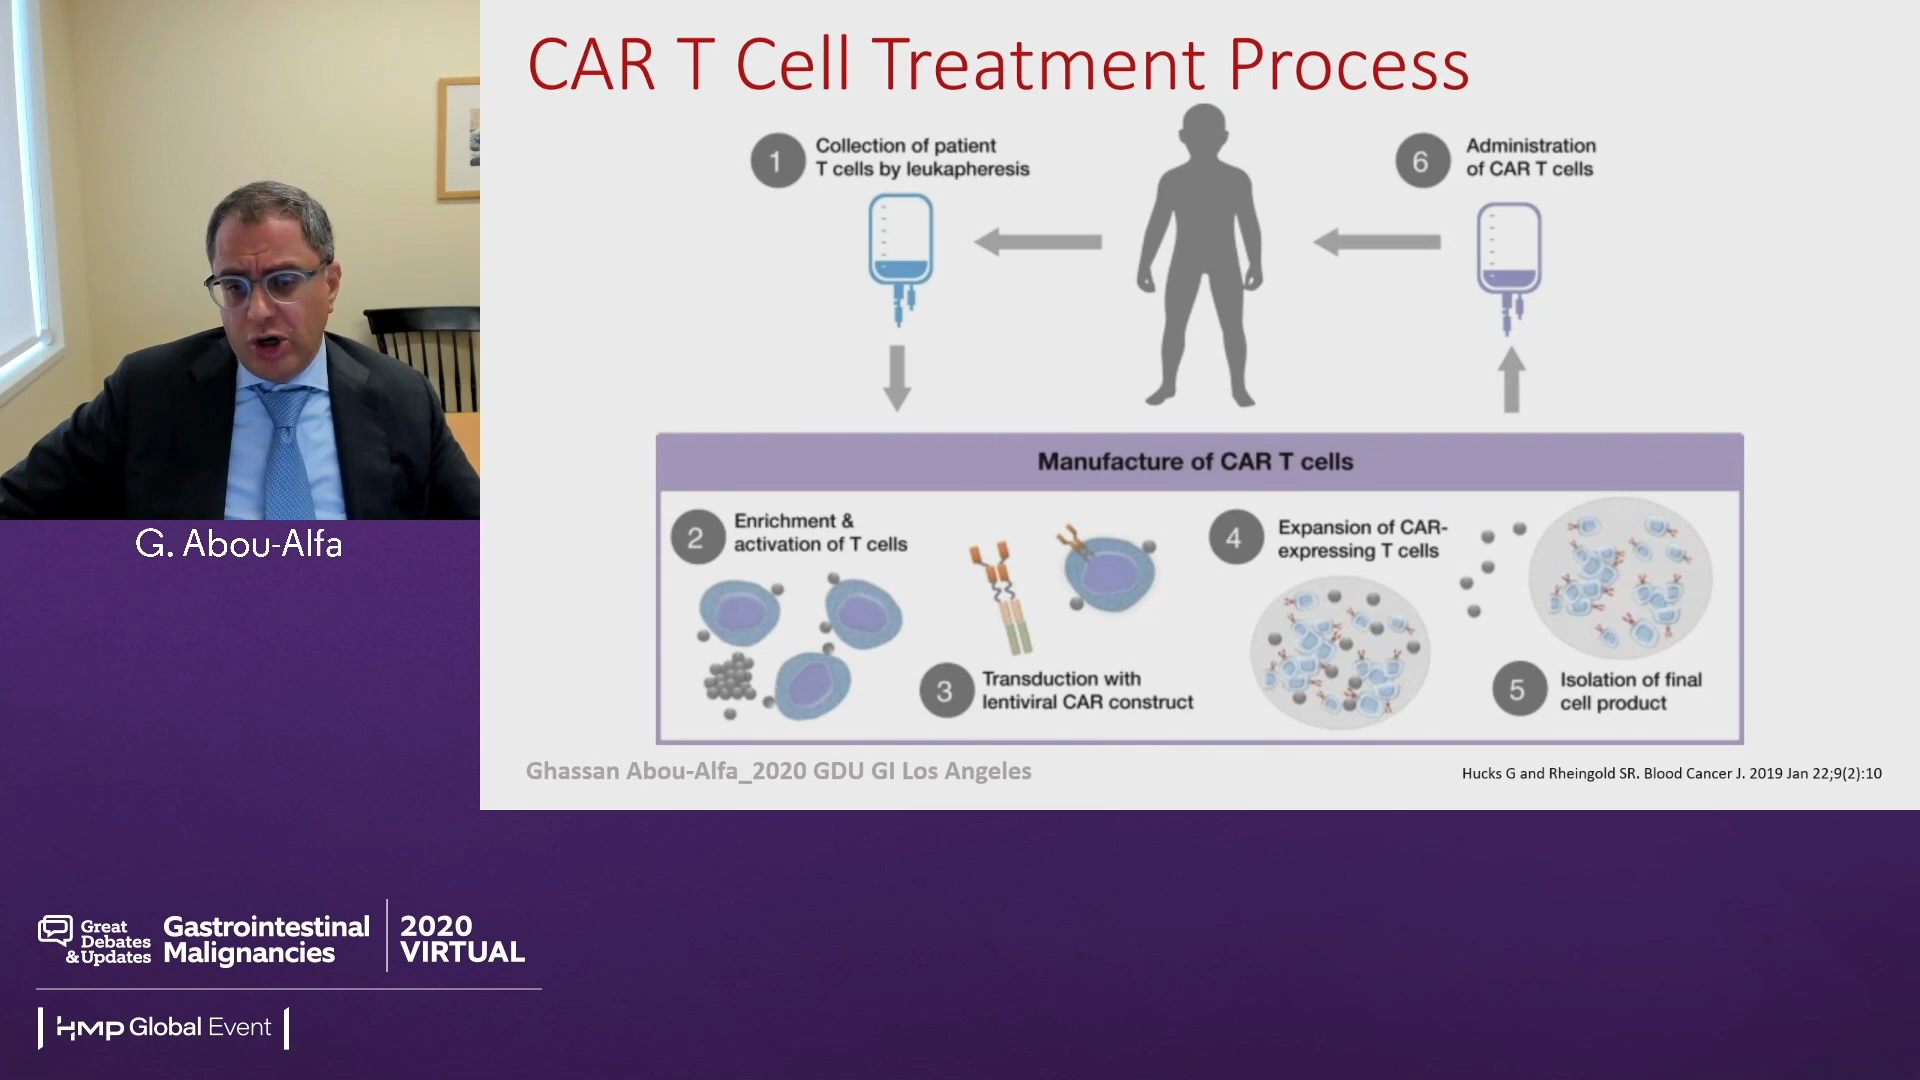 CAR T Cell Treatment Process
1
Collection of patient
T cells by leukapheresis
6
Administration
of CAR T cells
Manufacture of CAR T cells
2
Enrichment &
activation of T cells
3
Transduction with
lentiviral CAR construct
4
Expansion of CAR-
expressing T cells
5
Isolation of final
cell product
Ghassan Abou-Alfa_2020 GDU GI Los Angeles
Hucks G and Rheingold SR. Blood Cancer J. 2019 Jan 22;9(2):10
G. Abou-Alfa
Great
Debates
&Updates
Gastrointestinal
Malignancies
2020
VIRTUAL
HMP Global Event